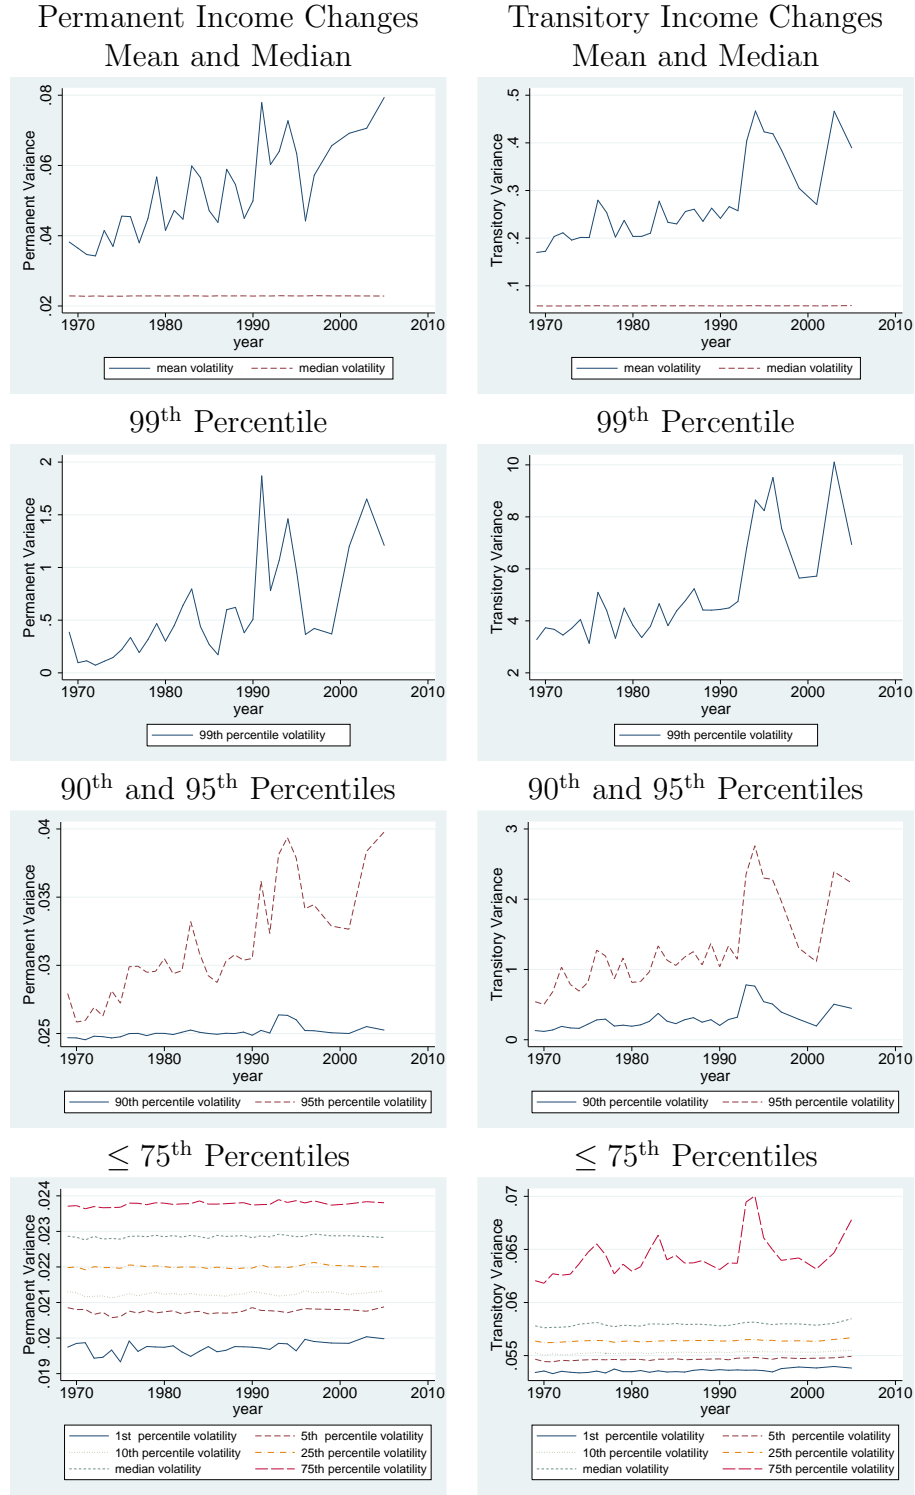 Permanent Income Changes
Mean and Median
Permanent Variance
.08
.06
.04
.02
1970 1980 1990 2000 2010
year
mean volatility median volatility
Transitory Income Changes
Mean and Median
Transitory Variance
.5
.4
.3
.2
.1
1970 1980 1990 2000 2010
year
mean volatility median volatility
99th Percentile
Permanent Variance
2
1.5
1
.5
0
1970 1980 1990 2000 2010
year
99th percentile volatility
99th Percentile
Transitory Variance
10
8
6
4
2
1970 1980 1990 2000 2010
year
99th percentile volatility
90th and 95th Percentiles
Permanent Variance
.04
.035
.03
.025
1970 1980 1990 2000 2010
year
90th percentile volatility 95th percentile volatility
90th and 95th Percentiles
Transitory Variance
3
2
1
0
1970 1980 1990 2000 2010
year
90th percentile volatility 95th percentile volatility
≤ 75th Percentiles
Permanent Variance
.024
.023
.022
.021
.02
.019
1970 1980 1990 2000 2010
year
1st percentile volatility 5th percentile volatility
10th percentile volatility 25th percentile volatility
median volatility 75th percentile volatility
≤ 75th Percentiles
Transitory Variance
.07
.065
.06
.055
1970 1980 1990 2000 2010
year
1st percentile volatility 5th percentile volatility
10th percentile volatility 25th percentile volatility
median volatility 75th percentile volatility